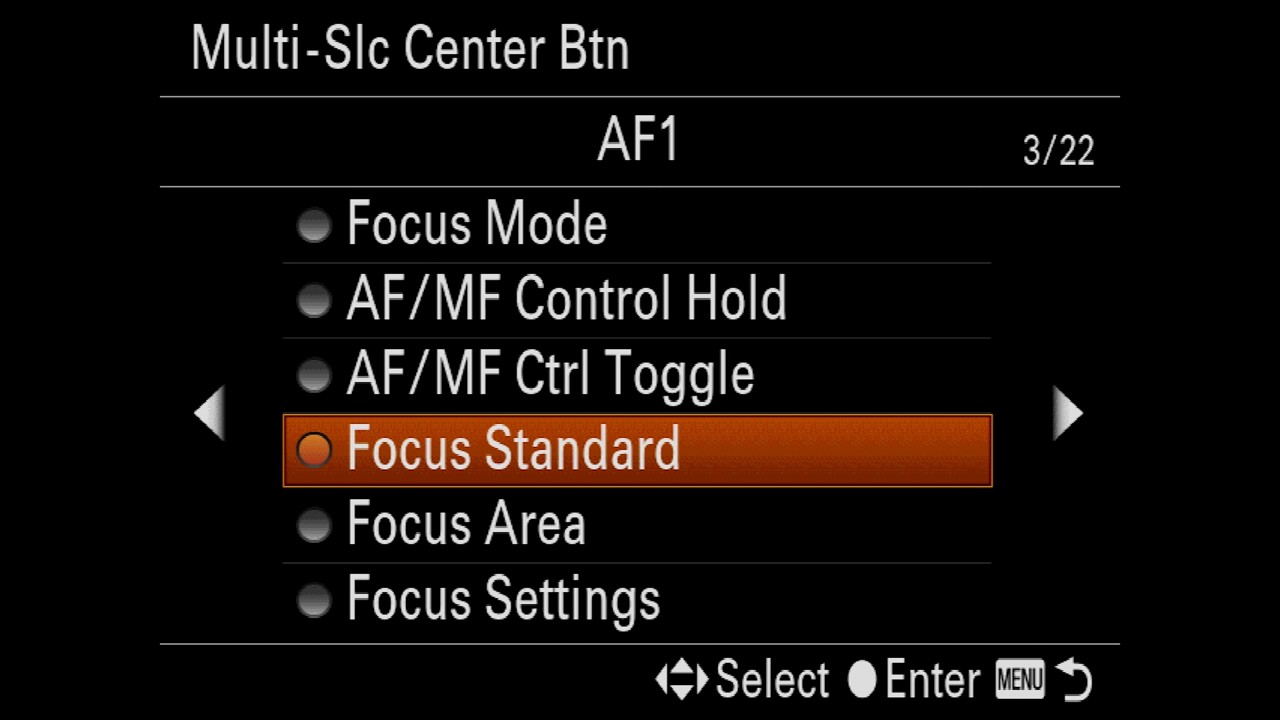 Multi-Slc Center Btn
AF1
3/22
Focus Mode
AF/MF Control Hold
AF/MF Ctrl Toggle
Focus Standard
Focus Area
Focus Settings
Select Enter MENU